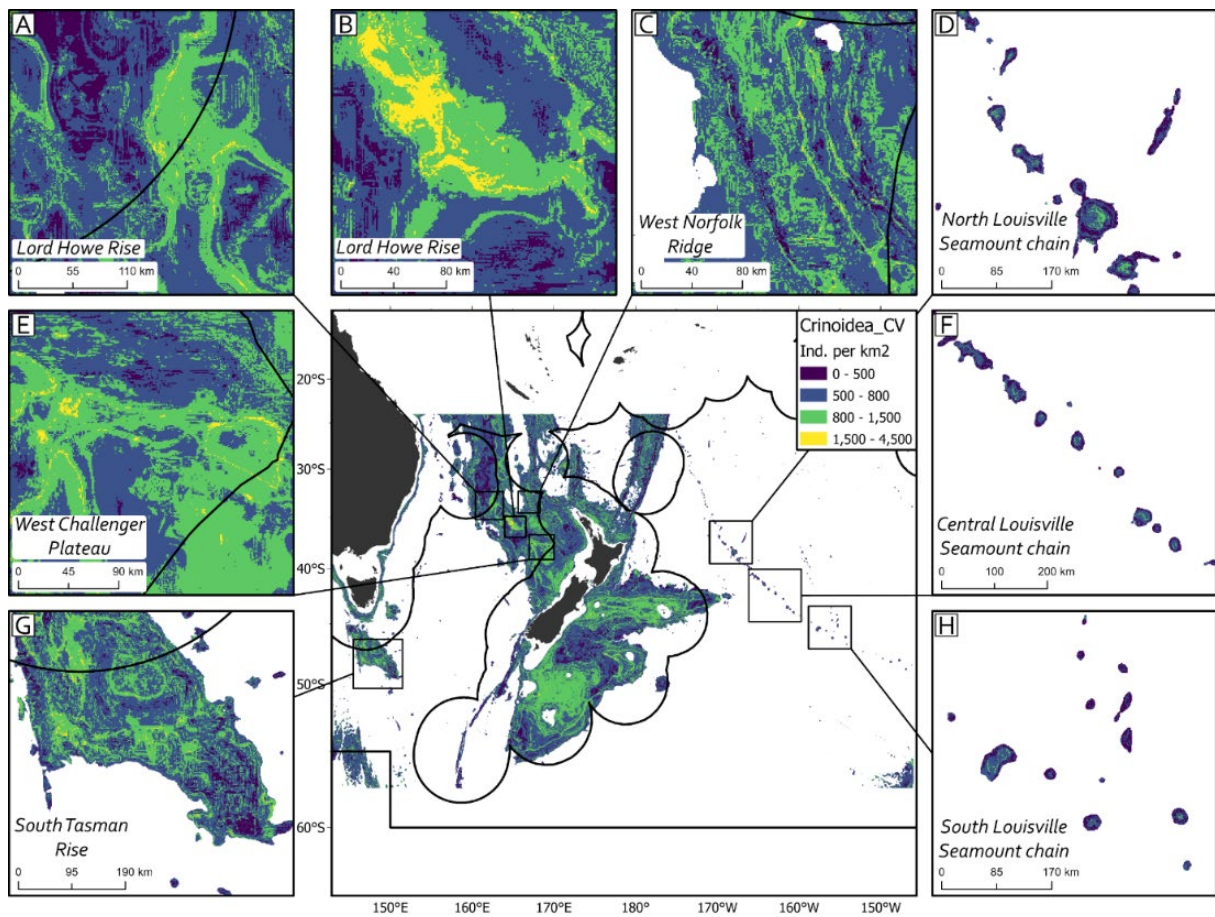 A
Lord Howe Rise
0 55 110 km
B
Lord Howe Rise
0 40 80 km
C
West Norfolk
Ridge
0 40 80 km
D
North Louisville
Seamount chain
0 85 170 km
E
West Challenger
Plateau
0 45 90 km
Crinoidea_CV
Ind. per km2
0 - 500
500 - 800
800 - 1,500
1,500 - 4,500
20°S
30°S
40°S
50°S
60°S
150°E 160°E 170°E 180° 170°W 160°W 150°W
F
Central Louisville
Seamount chain
0 100 200 km
G
South Tasman
Rise
0 95 190 km
H
South Louisville
Seamount chain
0 85 170 km